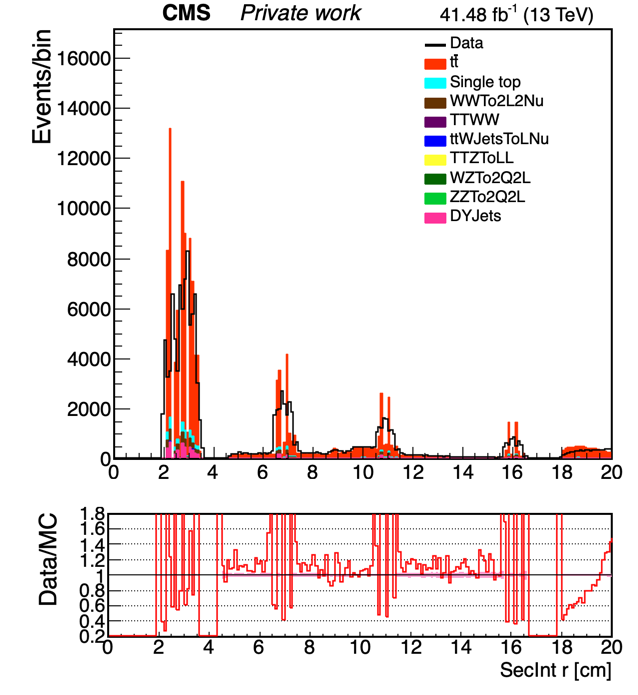 CMS Private work 41.48 fb-1 (13 TeV)
Events/bin
16000
14000
12000
10000
8000
6000
4000
2000
0
Data
tt̄
Single top
WWTo2L2Nu
TTWW
ttWJetsToLNu
TTZToLL
WZTo2Q2L
ZZTo2Q2L
DYJets
0 2 4 6 8 10 12 14 16 18 20
Data/MC
1.8
1.6
1.4
1.2
1
0.8
0.6
0.4
0.2
0 2 4 6 8 10 12 14 16 18 20
SecInt r [cm]